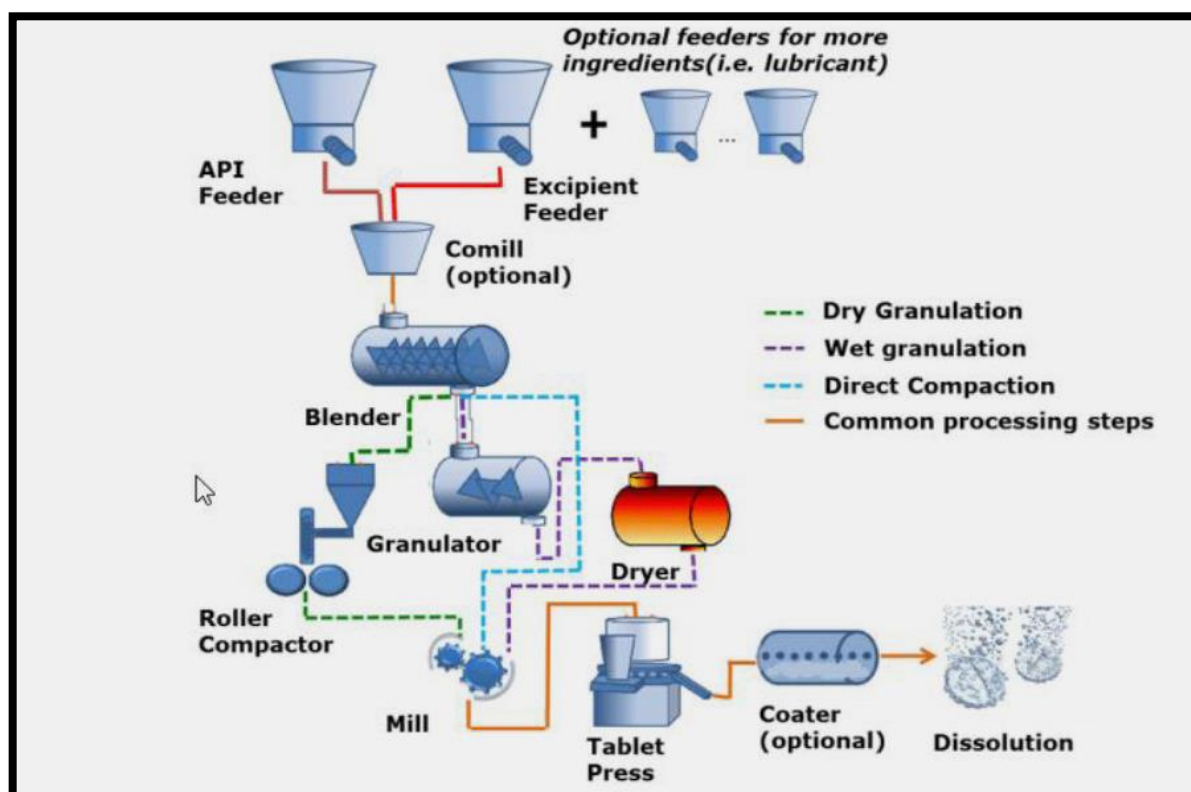 Optional feeders for more
ingredients(i.e. lubricant)
+
...
API
Feeder
Excipient
Feeder
Comill
(optional)
Dry Granulation
Wet granulation
Direct Compaction
Common processing steps
Blender
Granulator
Dryer
Roller
Compactor
Mill
Tablet
Press
Coater
(optional)
Dissolution